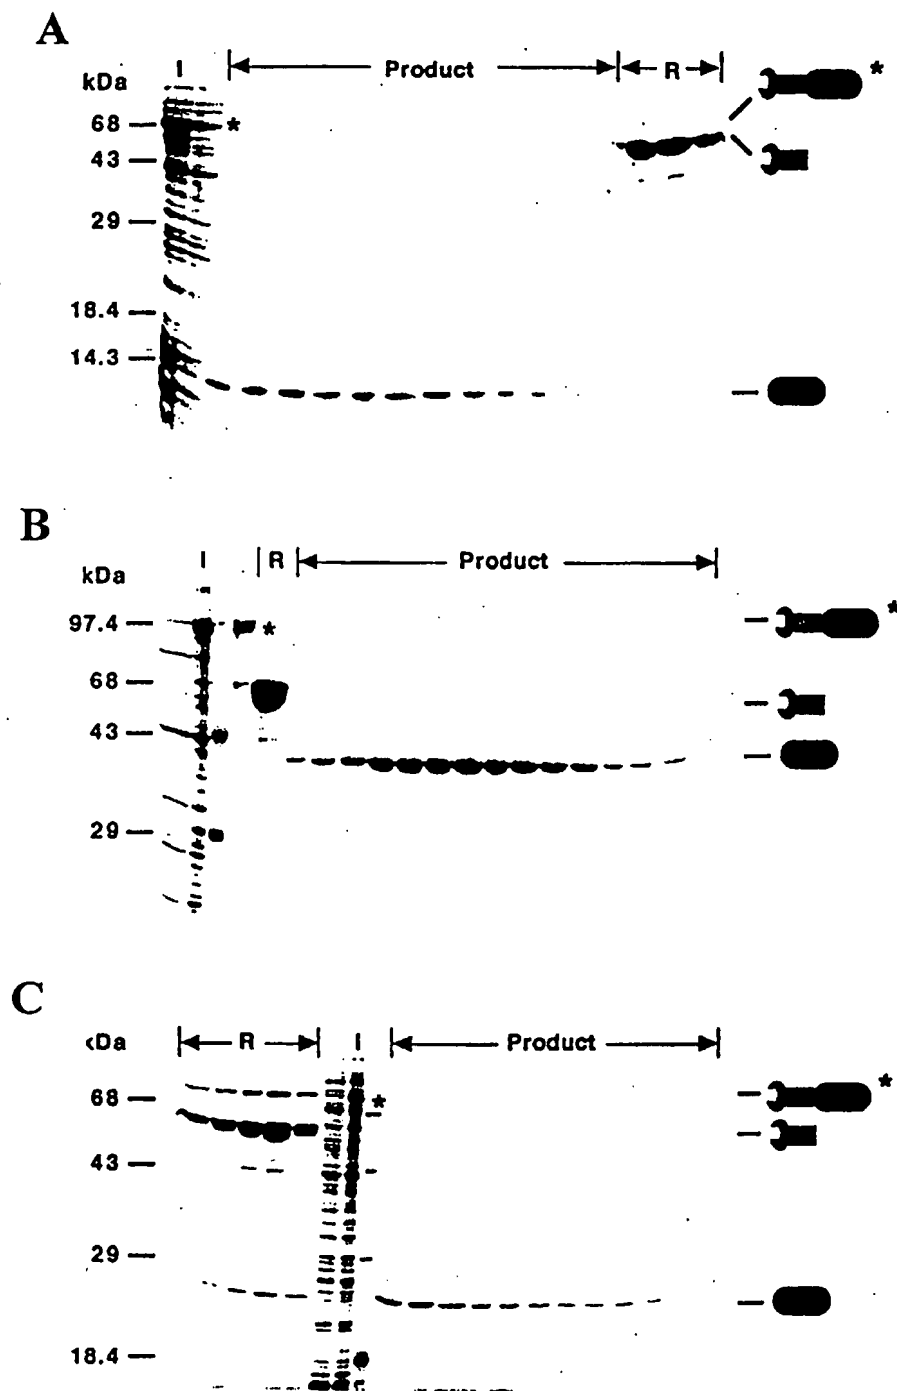 A
I Product R *
kDa
68 *
43
29
18.4
14.3
B
I R Product
kDa
97.4 * *
68
43
29
C
R I Product
kDa
68 * *
43
29
18.4